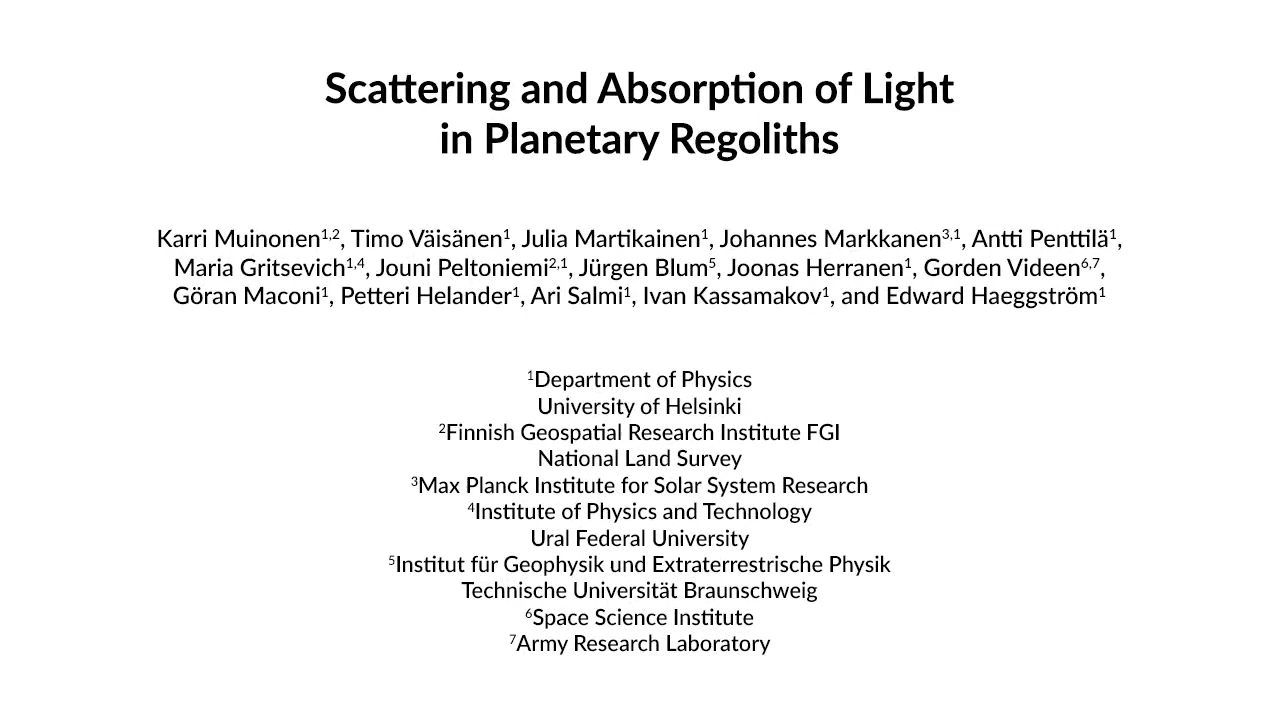 Scattering and Absorption of Light
in Planetary Regoliths
Karri Muinonen1,2, Timo Väisänen1, Julia Martikainen1, Johannes Markkanen3,1, Antti Penttilä1,
Maria Gritsevich1,4, Jouni Peltoniemi2,1, Jürgen Blum5, Joonas Herranen1, Gorden Videen6,7,
Göran Maconi1, Petteri Helander1, Ari Salmi1, Ivan Kassamakov1, and Edward Haeggström1
1Department of Physics
University of Helsinki
2Finnish Geospatial Research Institute FGI
National Land Survey
3Max Planck Institute for Solar System Research
4Institute of Physics and Technology
Ural Federal University
5Institut für Geophysik und Extraterrestrische Physik
Technische Universität Braunschweig
6Space Science Institute
7Army Research Laboratory